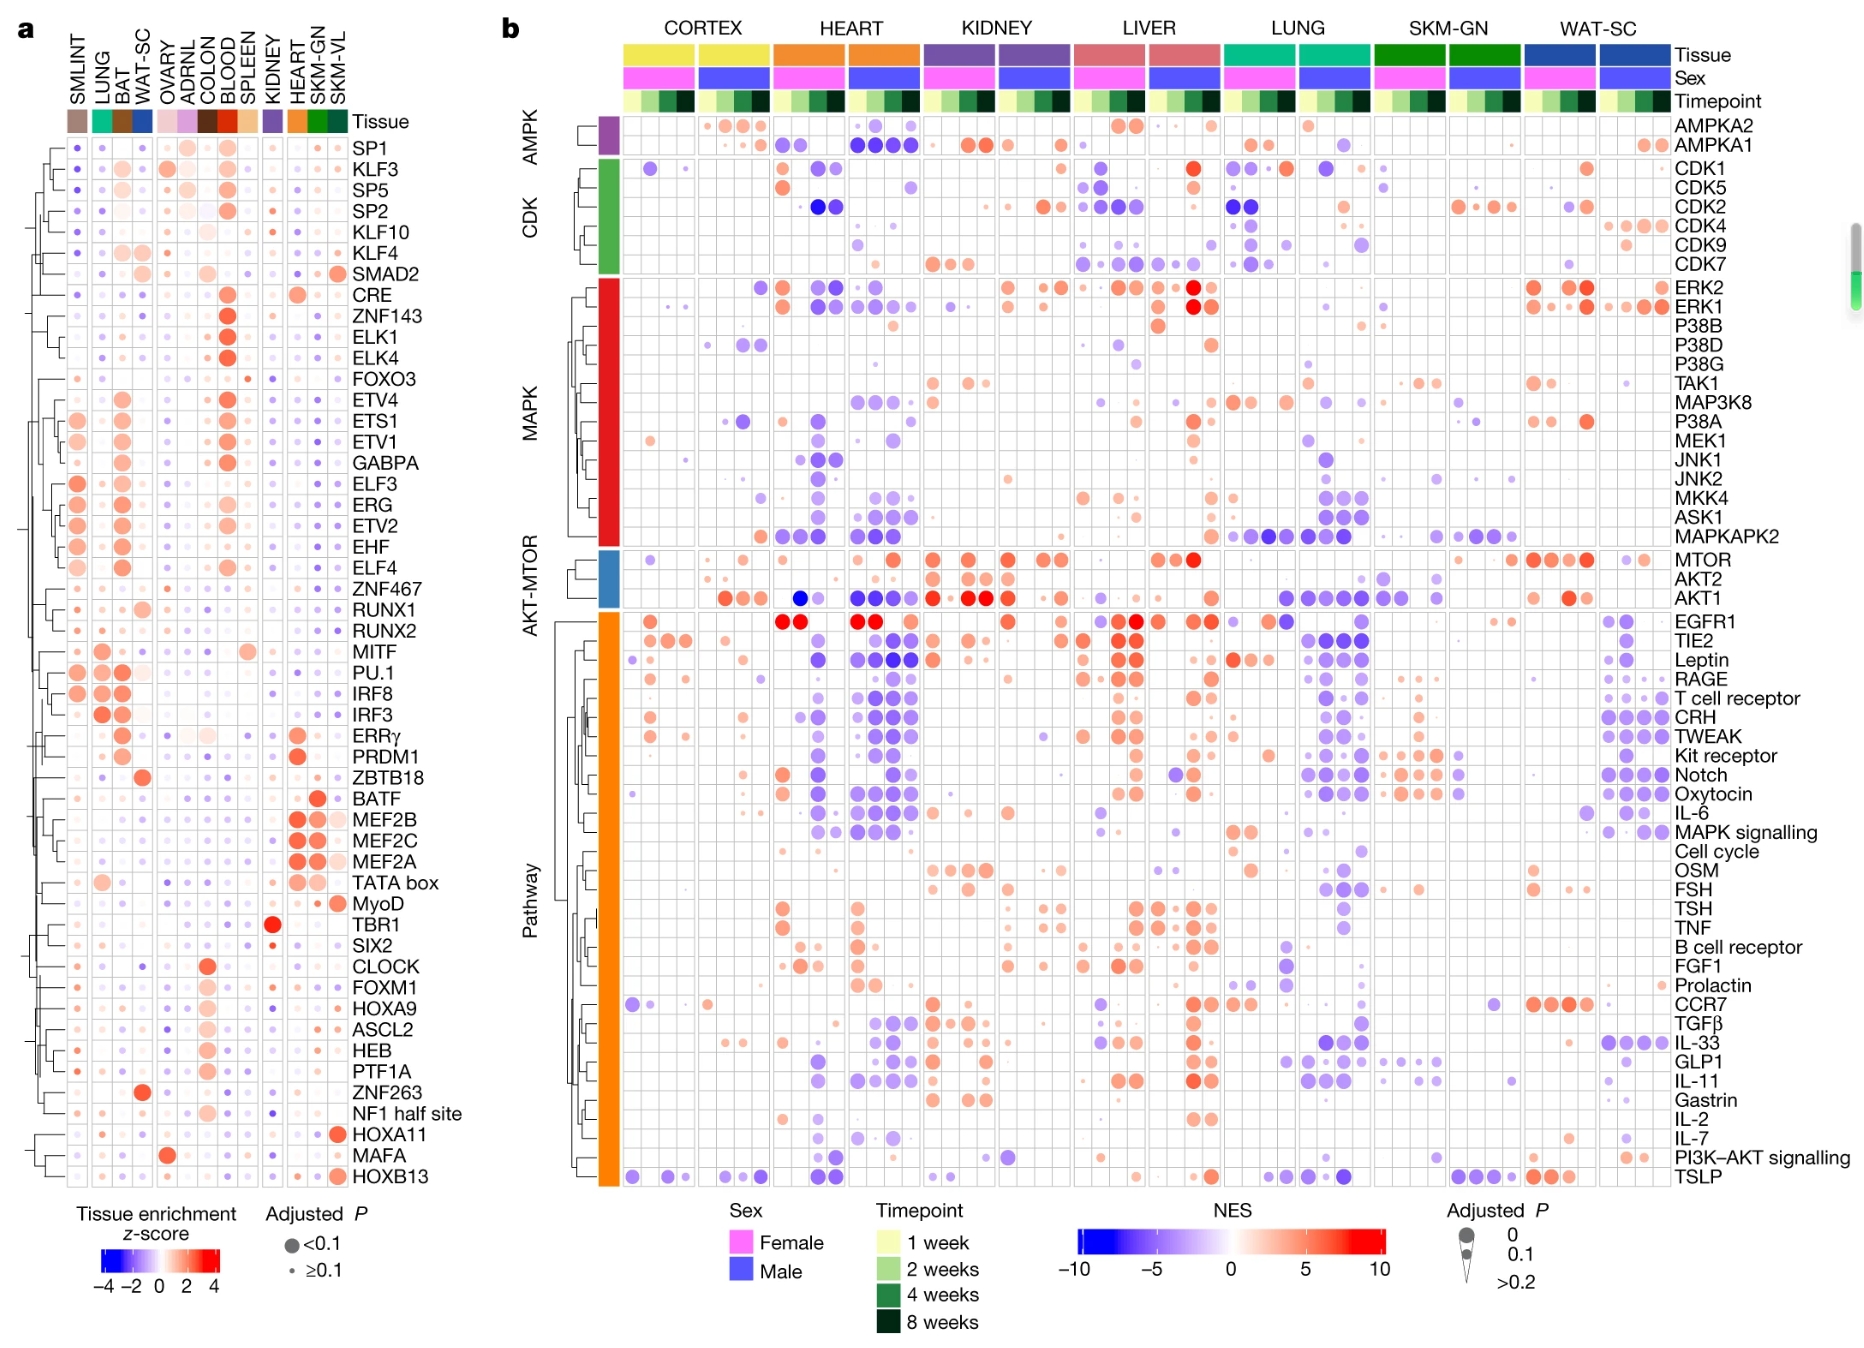 a
SMLINT
LUNG
BAT
WAT-SC
OVARY
ADRNL
COLON
BLOOD
SPLEEN
KIDNEY
HEART
SKM-GN
SKM-VL
Tissue
SP1
KLF3
SP5
SP2
KLF10
KLF4
SMAD2
CRE
ZNF143
ELK1
ELK4
FOXO3
ETV4
ETS1
ETV1
GABPA
ELF3
ERG
ETV2
EHF
ELF4
ZNF467
RUNX1
RUNX2
MITF
PU.1
IRF8
IRF3
ERRγ
PRDM1
ZBTB18
BATF
MEF2B
MEF2C
MEF2A
TATA box
MyoD
TBR1
SIX2
CLOCK
FOXM1
HOXA9
ASCL2
HEB
PTF1A
ZNF263
NF1 half site
HOXA11
MAFA
HOXB13
Tissue enrichment
z-score
−4 −2 0 2 4
Adjusted P
<0.1
≥0.1
b
CORTEX HEART KIDNEY LIVER LUNG SKM-GN WAT-SC
Tissue
Sex
Timepoint
AMPK
AMPKA2
AMPKA1
CDK
CDK1
CDK5
CDK2
CDK4
CDK9
CDK7
MAPK
ERK2
ERK1
P38B
P38D
P38G
TAK1
MAP3K8
P38A
MEK1
JNK1
JNK2
MKK4
ASK1
MAPKAPK2
AKT-MTOR
MTOR
AKT2
AKT1
Pathway
EGFR1
TIE2
Leptin
RAGE
T cell receptor
CRH
TWEAK
Kit receptor
Notch
Oxytocin
IL-6
MAPK signalling
Cell cycle
OSM
FSH
TSH
TNF
B cell receptor
FGF1
Prolactin
CCR7
TGFβ
IL-33
GLP1
IL-11
Gastrin
IL-2
IL-7
PI3K–AKT signalling
TSLP
Sex
Female
Male
Timepoint
1 week
2 weeks
4 weeks
8 weeks
NES
−10 −5 0 5 10
Adjusted P
0
0.1
>0.2